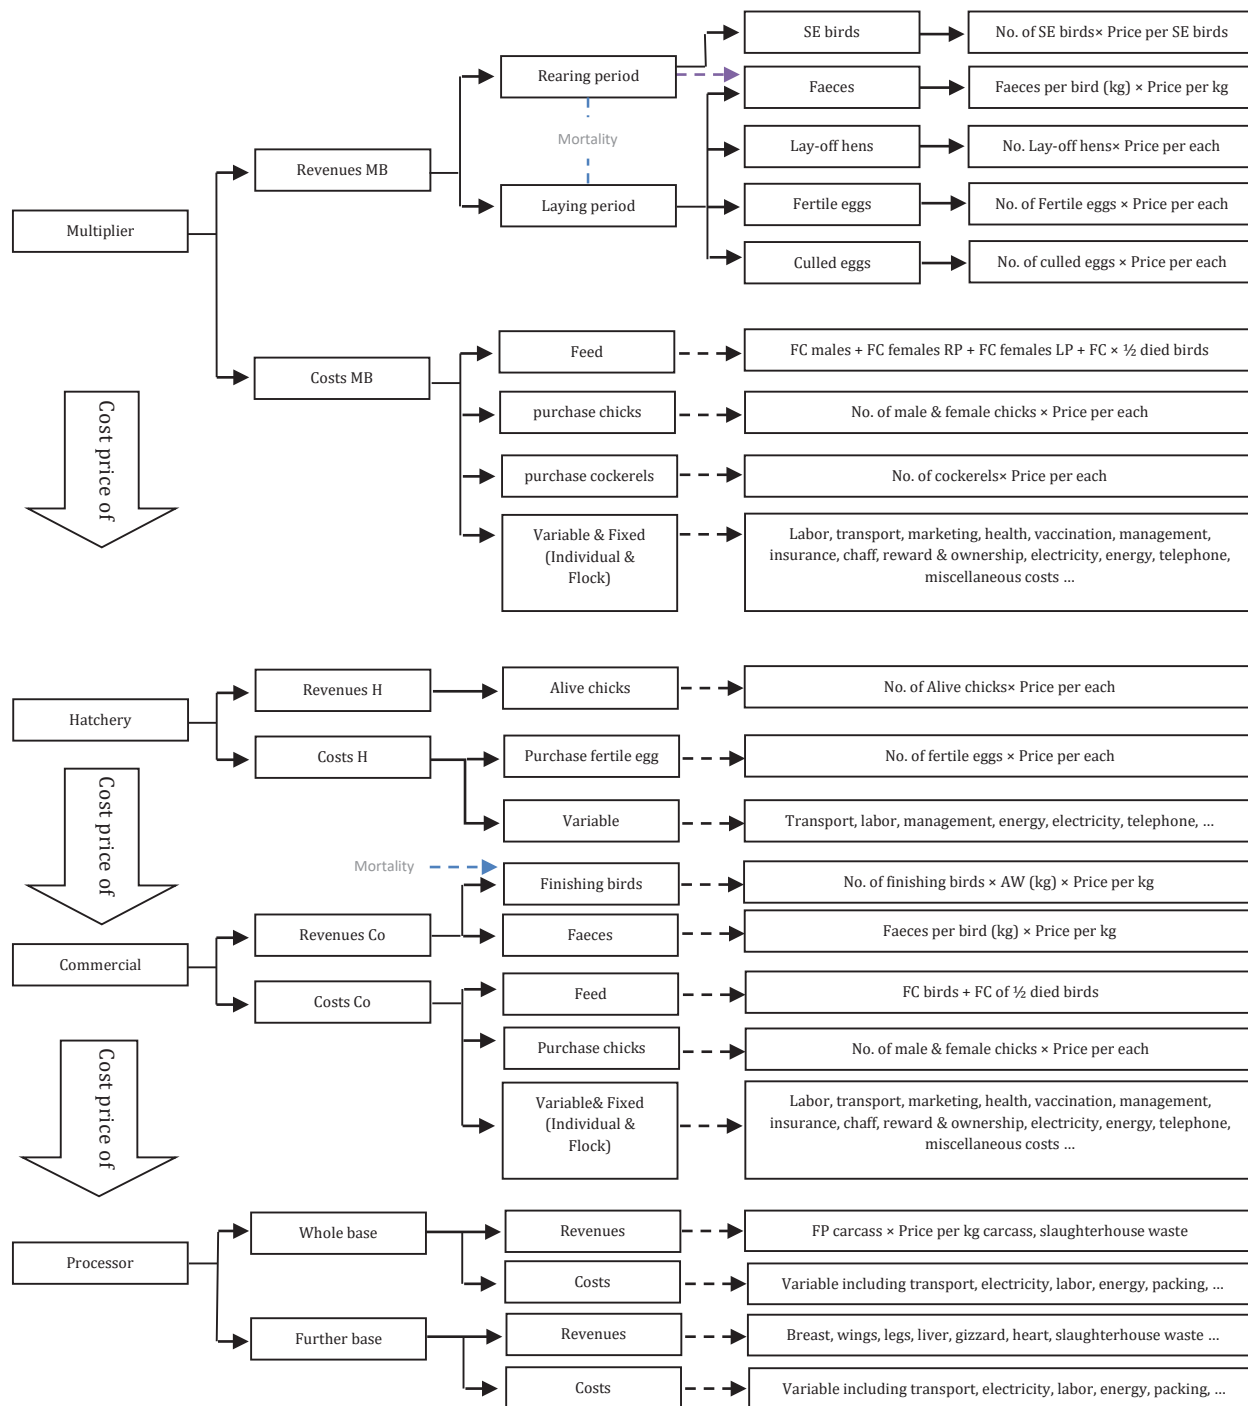 SE birds
No. of SE birds× Price per SE birds
Rearing period
Faeces
Faeces per bird (kg) × Price per kg
Mortality
Lay-off hens
No. Lay-off hens× Price per each
Revenues MB
Laying period
Fertile eggs
No. of Fertile eggs × Price per each
Multiplier
Culled eggs
No. of culled eggs × Price per each
Feed
FC males + FC females RP + FC females LP + FC × ½ died birds
Costs MB
purchase chicks
No. of male & female chicks × Price per each
Cost price of
purchase cockerels
No. of cockerels× Price per each
Variable & Fixed
(Individual &
Flock)
Labor, transport, marketing, health, vaccination, management,
insurance, chaff, reward & ownership, electricity, energy, telephone,
miscellaneous costs ...
Revenues H
Alive chicks
No. of Alive chicks× Price per each
Hatchery
Costs H
Purchase fertile egg
No. of fertile eggs × Price per each
Cost price of
Variable
Transport, labor, management, energy, electricity, telephone, ...
Mortality
Finishing birds
No. of finishing birds × AW (kg) × Price per kg
Revenues Co
Faeces
Faeces per bird (kg) × Price per kg
Commercial
Costs Co
Feed
FC birds + FC of ½ died birds
Purchase chicks
No. of male & female chicks × Price per each
Cost price of
Variable& Fixed
(Individual &
Flock)
Labor, transport, marketing, health, vaccination, management,
insurance, chaff, reward & ownership, electricity, energy, telephone,
miscellaneous costs ...
Whole base
Revenues
FP carcass × Price per kg carcass, slaughterhouse waste
Processor
Costs
Variable including transport, electricity, labor, energy, packing, ...
Further base
Revenues
Breast, wings, legs, liver, gizzard, heart, slaughterhouse waste ...
Costs
Variable including transport, electricity, labor, energy, packing, ...